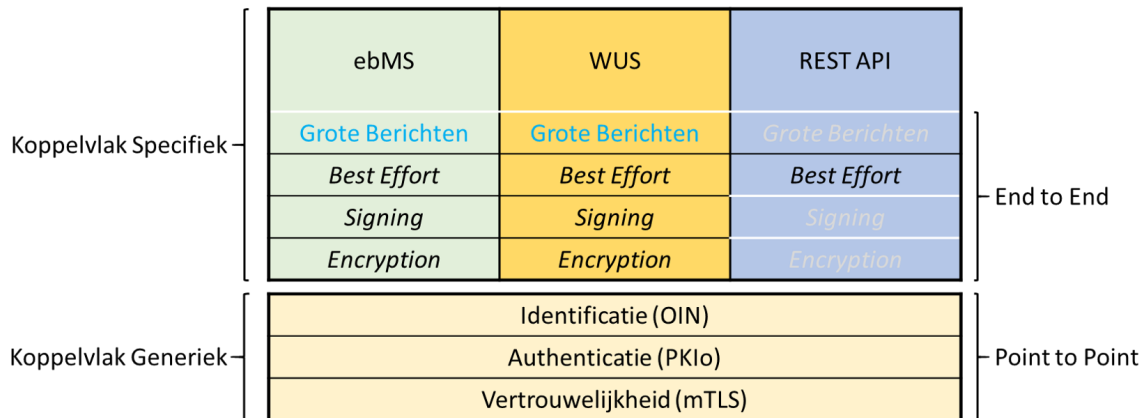 ebMS WUS REST API
Koppelvlak Specifiek
Grote Berichten Grote Berichten Grote Berichten
Best Effort Best Effort Best Effort
End to End
Signing Signing Signing
Encryption Encryption Encryption
Identificatie (OIN)
Koppelvlak Generiek
Authenticatie (PKIo)
Point to Point
Vertrouwelijkheid (mTLS)